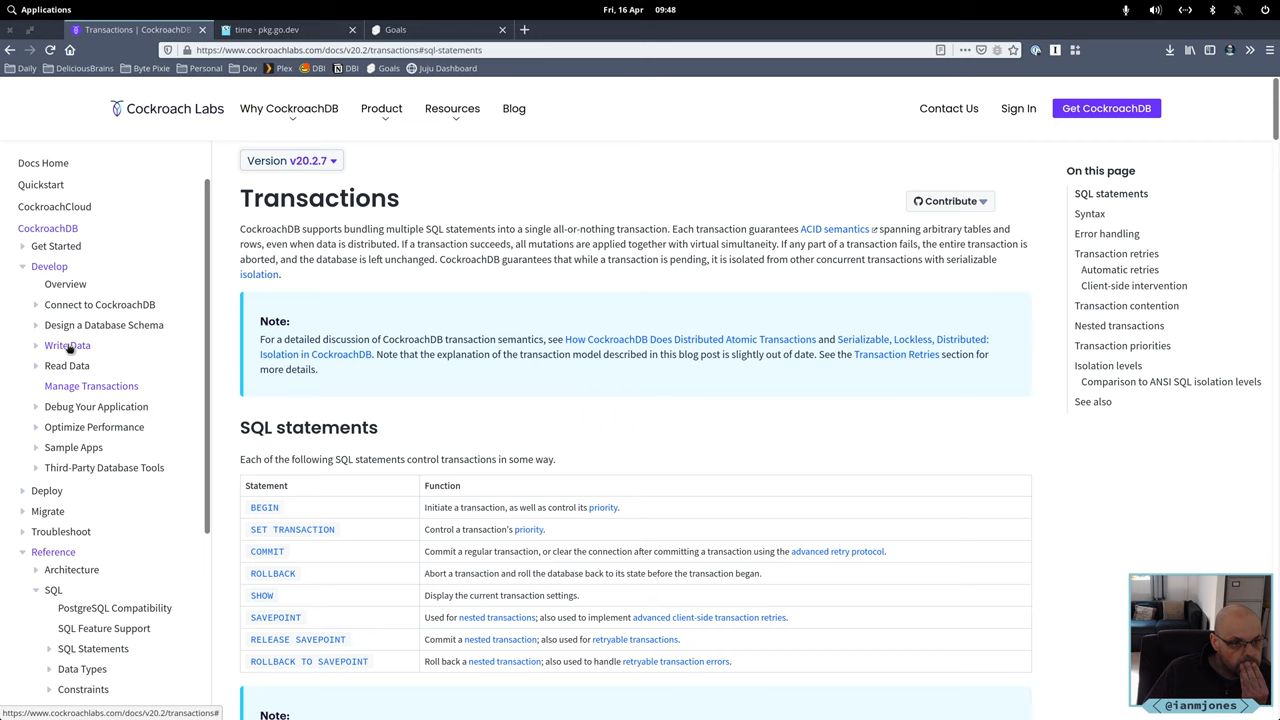 Applications
Fri, 16 Apr 09:48
Transactions | CockroachDB
time · pkg.go.dev
Goals
https://www.cockroachlabs.com/docs/v20.2/transactions#sql-statements
Daily DeliciousBrains Byte Pixie Personal Dev Plex DBI DBI Goals Juju Dashboard
Cockroach Labs Why CockroachDB Product Resources Blog Contact Us Sign In Get CockroachDB
Docs Home
Quickstart
CockroachCloud
CockroachDB
Get Started
Develop
Overview
Connect to CockroachDB
Design a Database Schema
Write Data
Read Data
Manage Transactions
Debug Your Application
Optimize Performance
Sample Apps
Third-Party Database Tools
Deploy
Migrate
Troubleshoot
Reference
Architecture
SQL
PostgreSQL Compatibility
SQL Feature Support
SQL Statements
Data Types
Constraints
https://www.cockroachlabs.com/docs/v20.2/transactions#
Version v20.2.7
Transactions
Contribute
CockroachDB supports bundling multiple SQL statements into a single all-or-nothing transaction. Each transaction guarantees ACID semantics spanning arbitrary tables and
rows, even when data is distributed. If a transaction succeeds, all mutations are applied together with virtual simultaneity. If any part of a transaction fails, the entire transaction is
aborted, and the database is left unchanged. CockroachDB guarantees that while a transaction is pending, it is isolated from other concurrent transactions with serializable
isolation.
Note:
For a detailed discussion of CockroachDB transaction semantics, see How CockroachDB Does Distributed Atomic Transactions and Serializable, Lockless, Distributed:
Isolation in CockroachDB. Note that the explanation of the transaction model described in this blog post is slightly out of date. See the Transaction Retries section for
more details.
SQL statements
Each of the following SQL statements control transactions in some way.
Statement Function
BEGIN Initiate a transaction, as well as control its priority.
SET TRANSACTION Control a transaction's priority.
COMMIT Commit a regular transaction, or clear the connection after committing a transaction using the advanced retry protocol.
ROLLBACK Abort a transaction and roll the database back to its state before the transaction began.
SHOW Display the current transaction settings.
SAVEPOINT Used for nested transactions; also used to implement advanced client-side transaction retries.
RELEASE SAVEPOINT Commit a nested transaction; also used for retryable transactions.
ROLLBACK TO SAVEPOINT Roll back a nested transaction; also used to handle retryable transaction errors.
Note:
On this page
SQL statements
Syntax
Error handling
Transaction retries
Automatic retries
Client-side intervention
Transaction contention
Nested transactions
Transaction priorities
Isolation levels
Comparison to ANSI SQL isolation levels
See also
@ianmjones